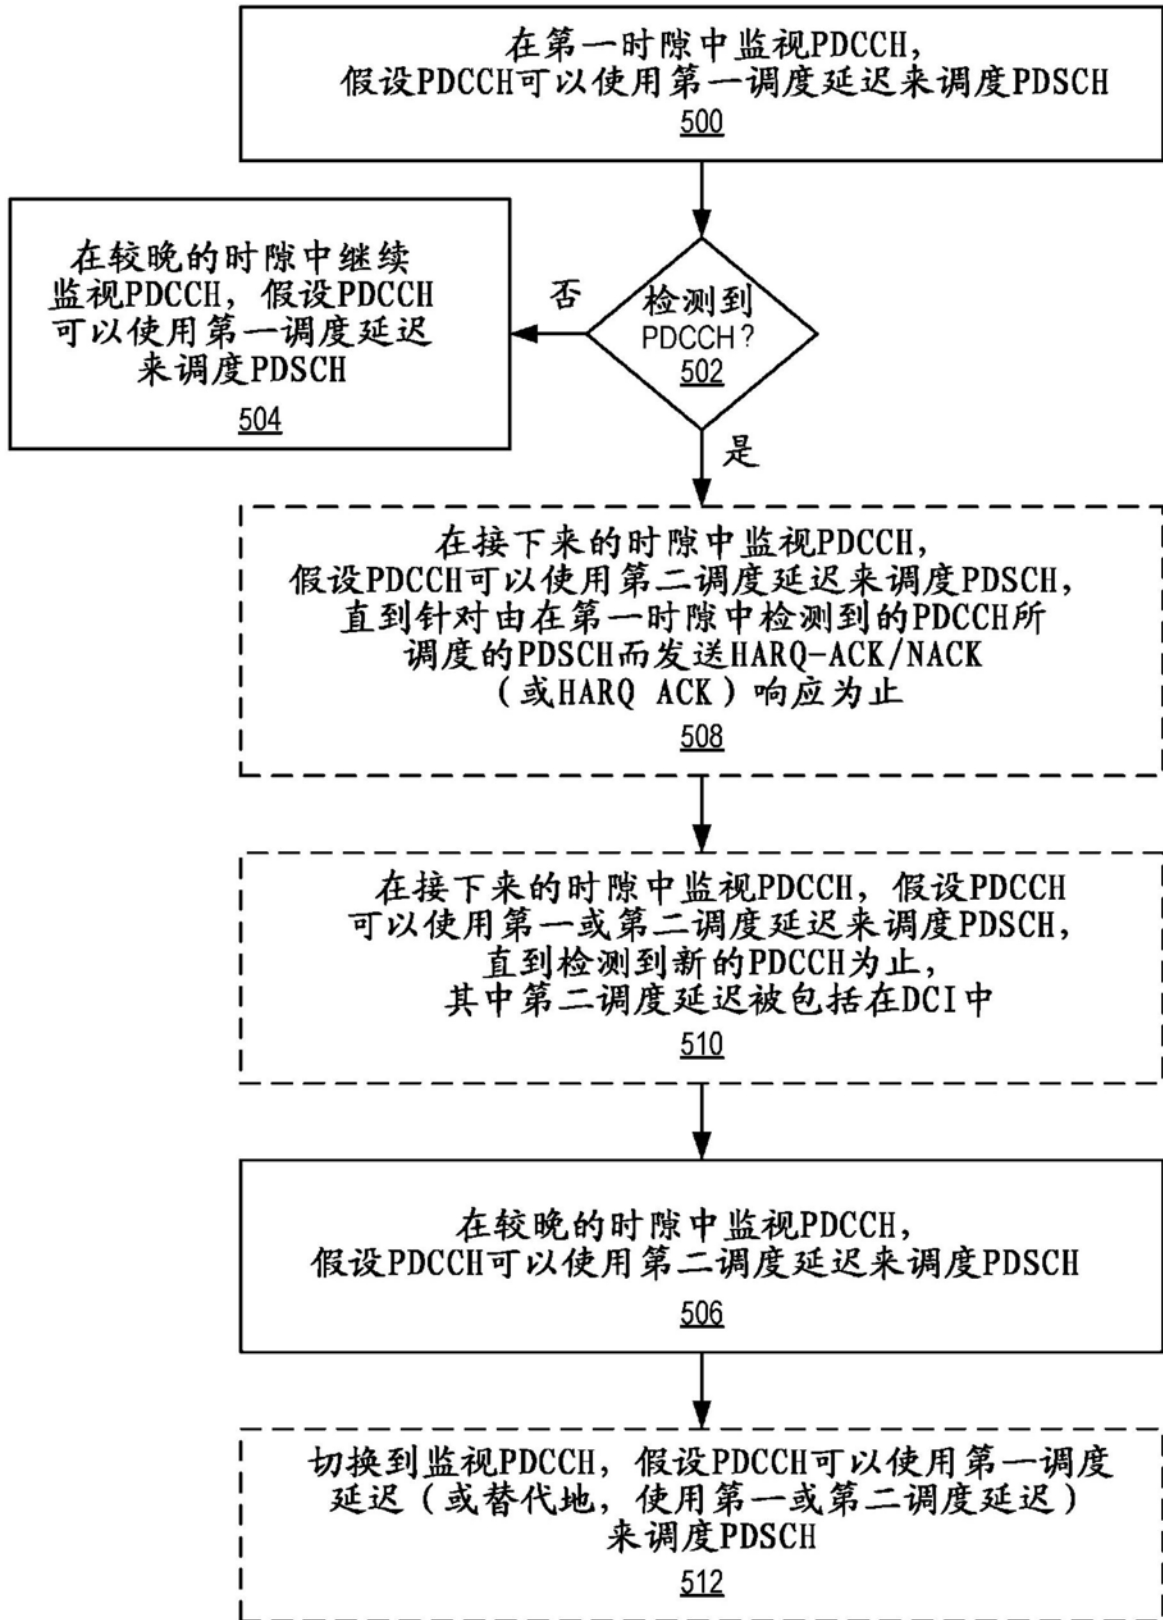 在第一时隙中监视PDCCH,
假设PDCCH可以使用第一调度延迟来调度PDSCH
500
在较晚的时隙中继续
监视PDCCH, 假设PDCCH
可以使用第一调度延迟
来调度PDSCH
504
否
检测到
PDCCH?
502
是
在接下来的时隙中监视PDCCH,
假设PDCCH可以使用第二调度延迟来调度PDSCH,
直到针对由在第一时隙中检测到的PDCCH所
调度的PDSCH而发送HARQ-ACK/NACK
(或HARQ ACK)响应为止
508
在接下来的时隙中监视PDCCH, 假设PDCCH
可以使用第一或第二调度延迟来调度PDSCH,
直到检测到新的PDCCH为止,
其中第二调度延迟被包括在DCI中
510
在较晚的时隙中监视PDCCH,
假设PDCCH可以使用第二调度延迟来调度PDSCH
506
切换到监视PDCCH, 假设PDCCH可以使用第一调度
延迟(或替代地, 使用第一或第二调度延迟)
来调度PDSCH
512